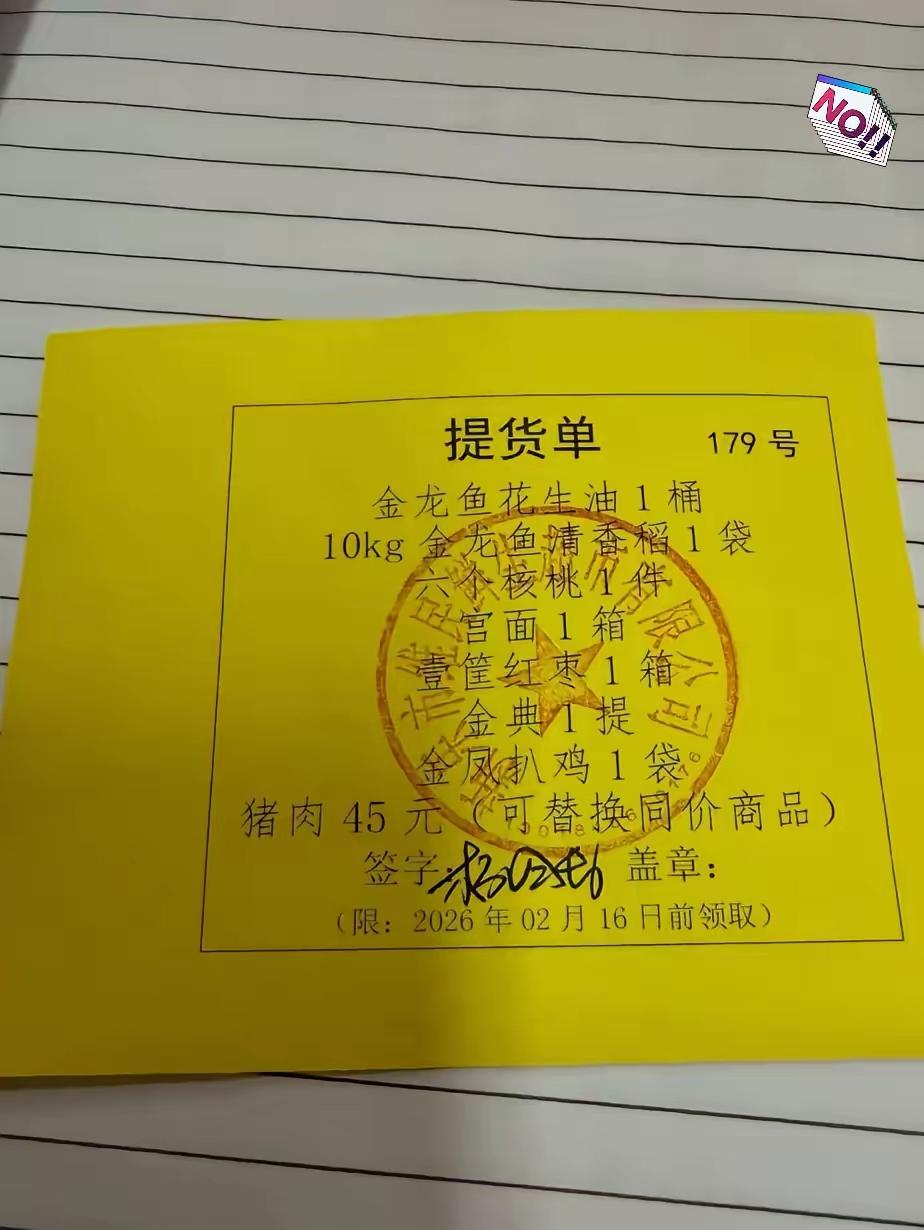 NO!!
提货单 179 号
金龙鱼花生油 1 桶
10kg 金龙鱼清香稻 1 袋
六个核桃 1 件
宫面 1 箱
壹筐红枣 1 箱
金典 1 提
金凤扒鸡 1 袋
猪肉 45 元（可替换同价商品）
签字： 盖章：
（限：2026 年 02 月 16 日前领取）